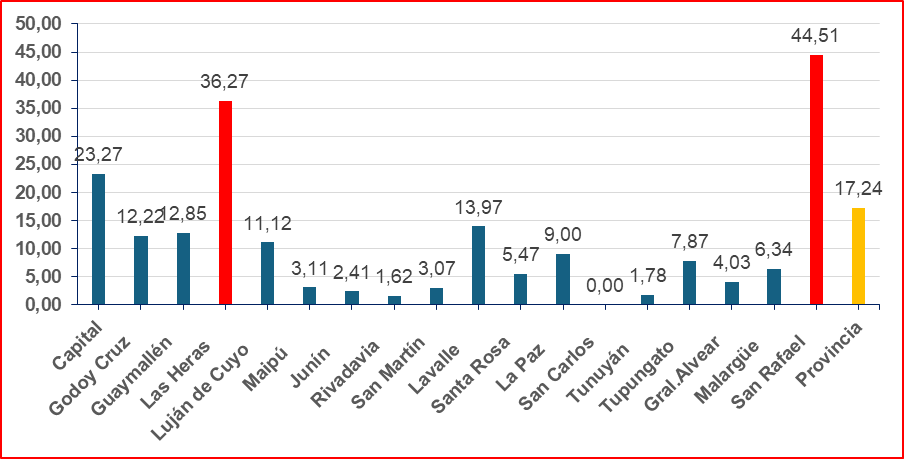 50,00
45,00
40,00
35,00
30,00
25,00
20,00
15,00
10,00
5,00
0,00
23,27
12,22
12,85
36,27
11,12
3,11
2,41
1,62
3,07
13,97
5,47
9,00
0,00
1,78
7,87
4,03
6,34
44,51
17,24
Capital
Godoy Cruz
Guaymallén
Las Heras
Luján de Cuyo
Maipú
Junín
Rivadavia
San Martín
Lavalle
Santa Rosa
La Paz
San Carlos
Tunuyán
Tupungato
Gral.Alvear
Malargüe
San Rafael
Provincia